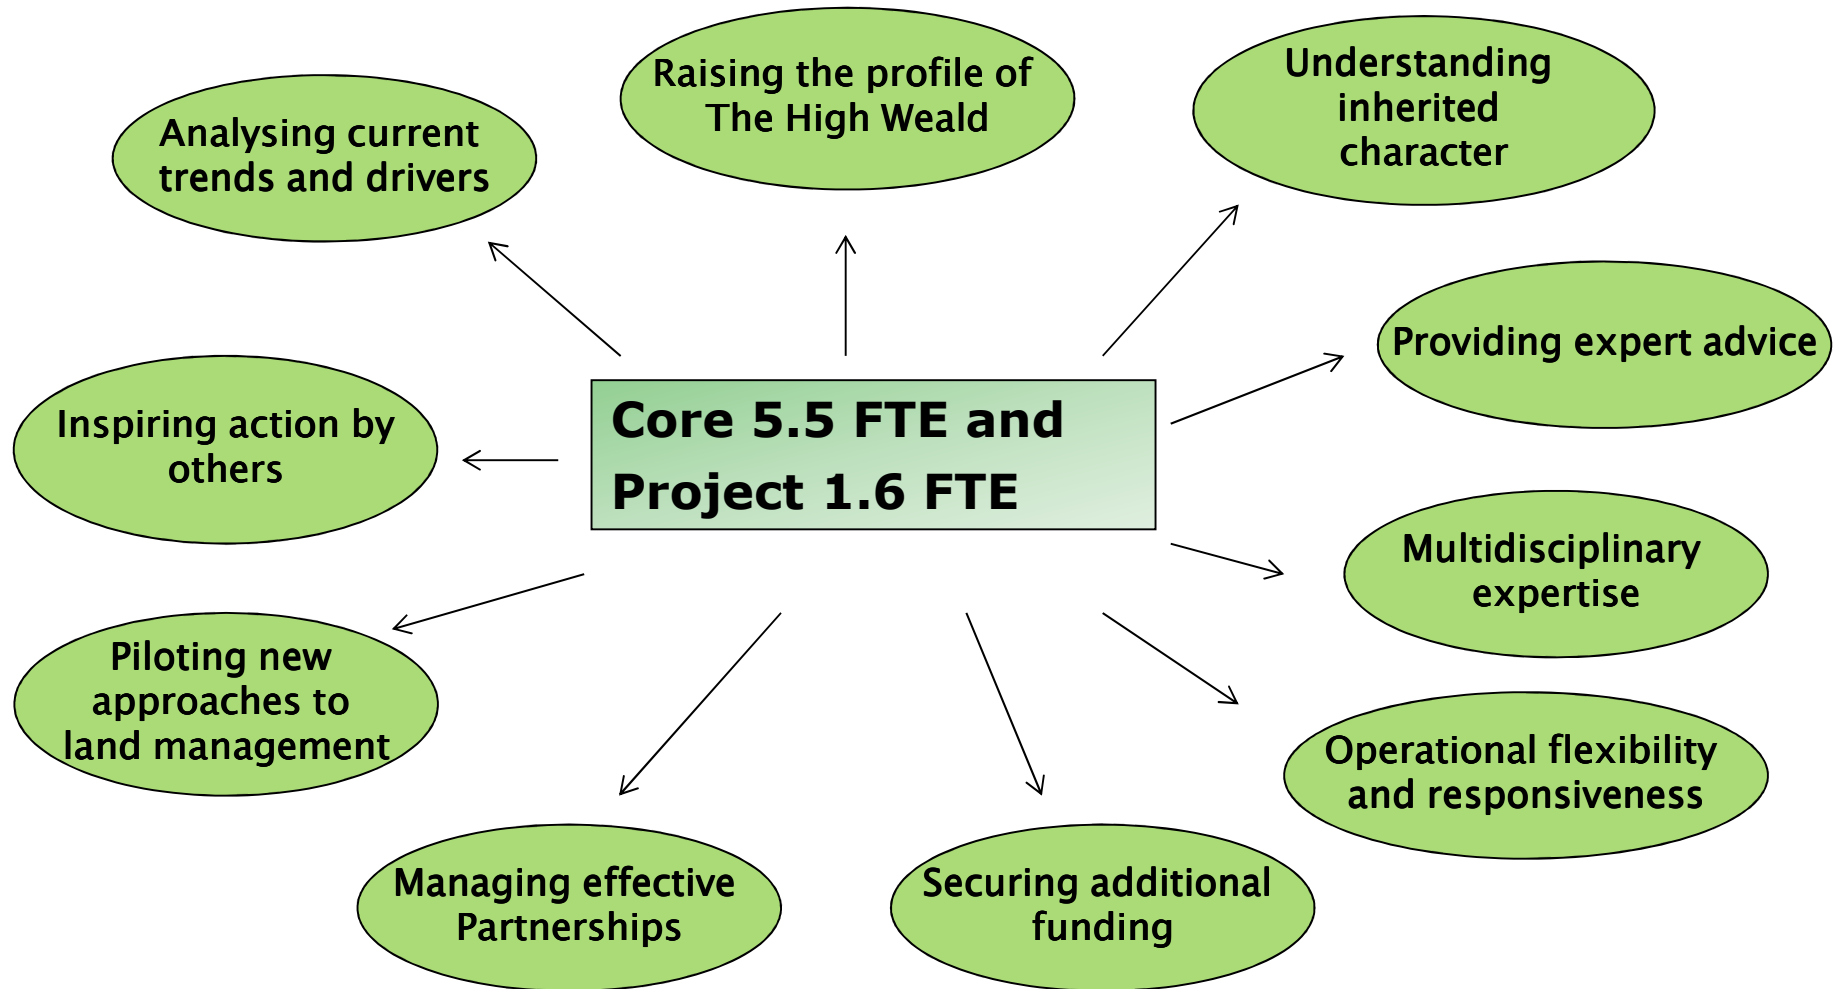 Raising the profile of
The High Weald
Understanding
inherited
character
Analysing current
trends and drivers
Providing expert advice
Core 5.5 FTE and
Project 1.6 FTE
Inspiring action by
others
Multidisciplinary
expertise
Piloting new
approaches to
land management
Operational flexibility
and responsiveness
Managing effective
Partnerships
Securing additional
funding